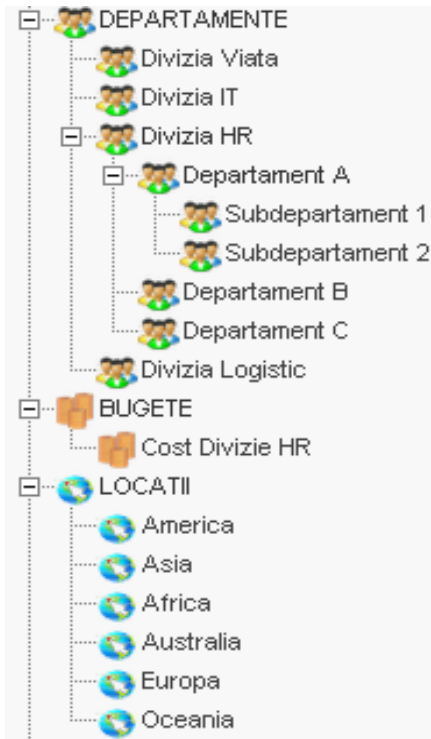 DEPARTAMENTE
Divizia Viata
Divizia IT
Divizia HR
Departament A
Subdepartament 1
Subdepartament 2
Departament B
Departament C
Divizia Logistic
BUGETE
Cost Divizie HR
LOCATII
America
Asia
Africa
Australia
Europa
Oceania